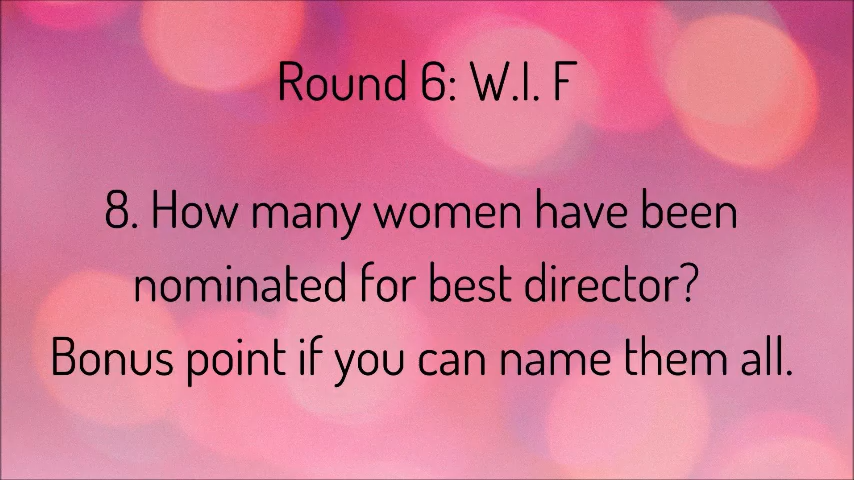 Round 6: W.I. F
8. How many women have been
nominated for best director?
Bonus point if you can name them all.